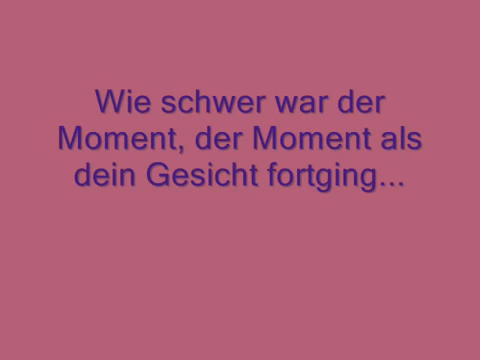 Wie schwer war der
Moment, der Moment als
dein Gesicht fortging...